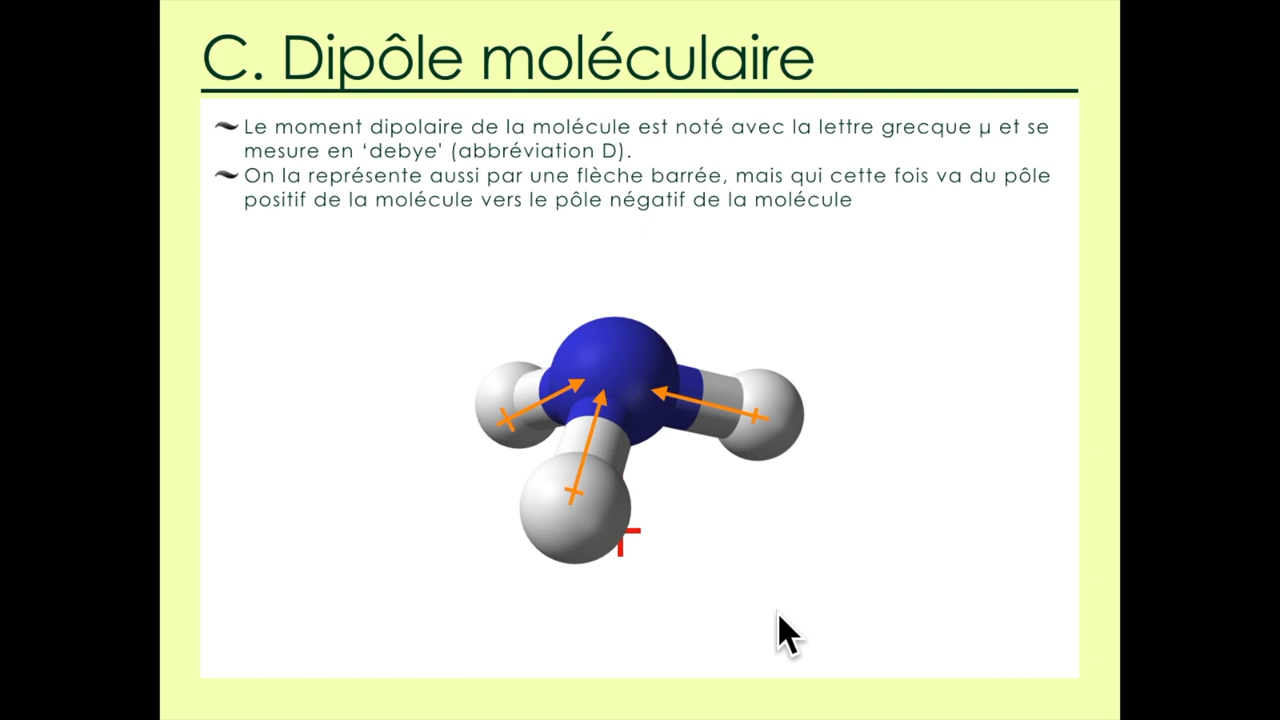 C. Dipôle moléculaire
Le moment dipolaire de la molécule est noté avec la lettre grecque µ et se
mesure en ‘debye' (abbréviation D).
On la représente aussi par une flèche barrée, mais qui cette fois va du pôle
positif de la molécule vers le pôle négatif de la molécule